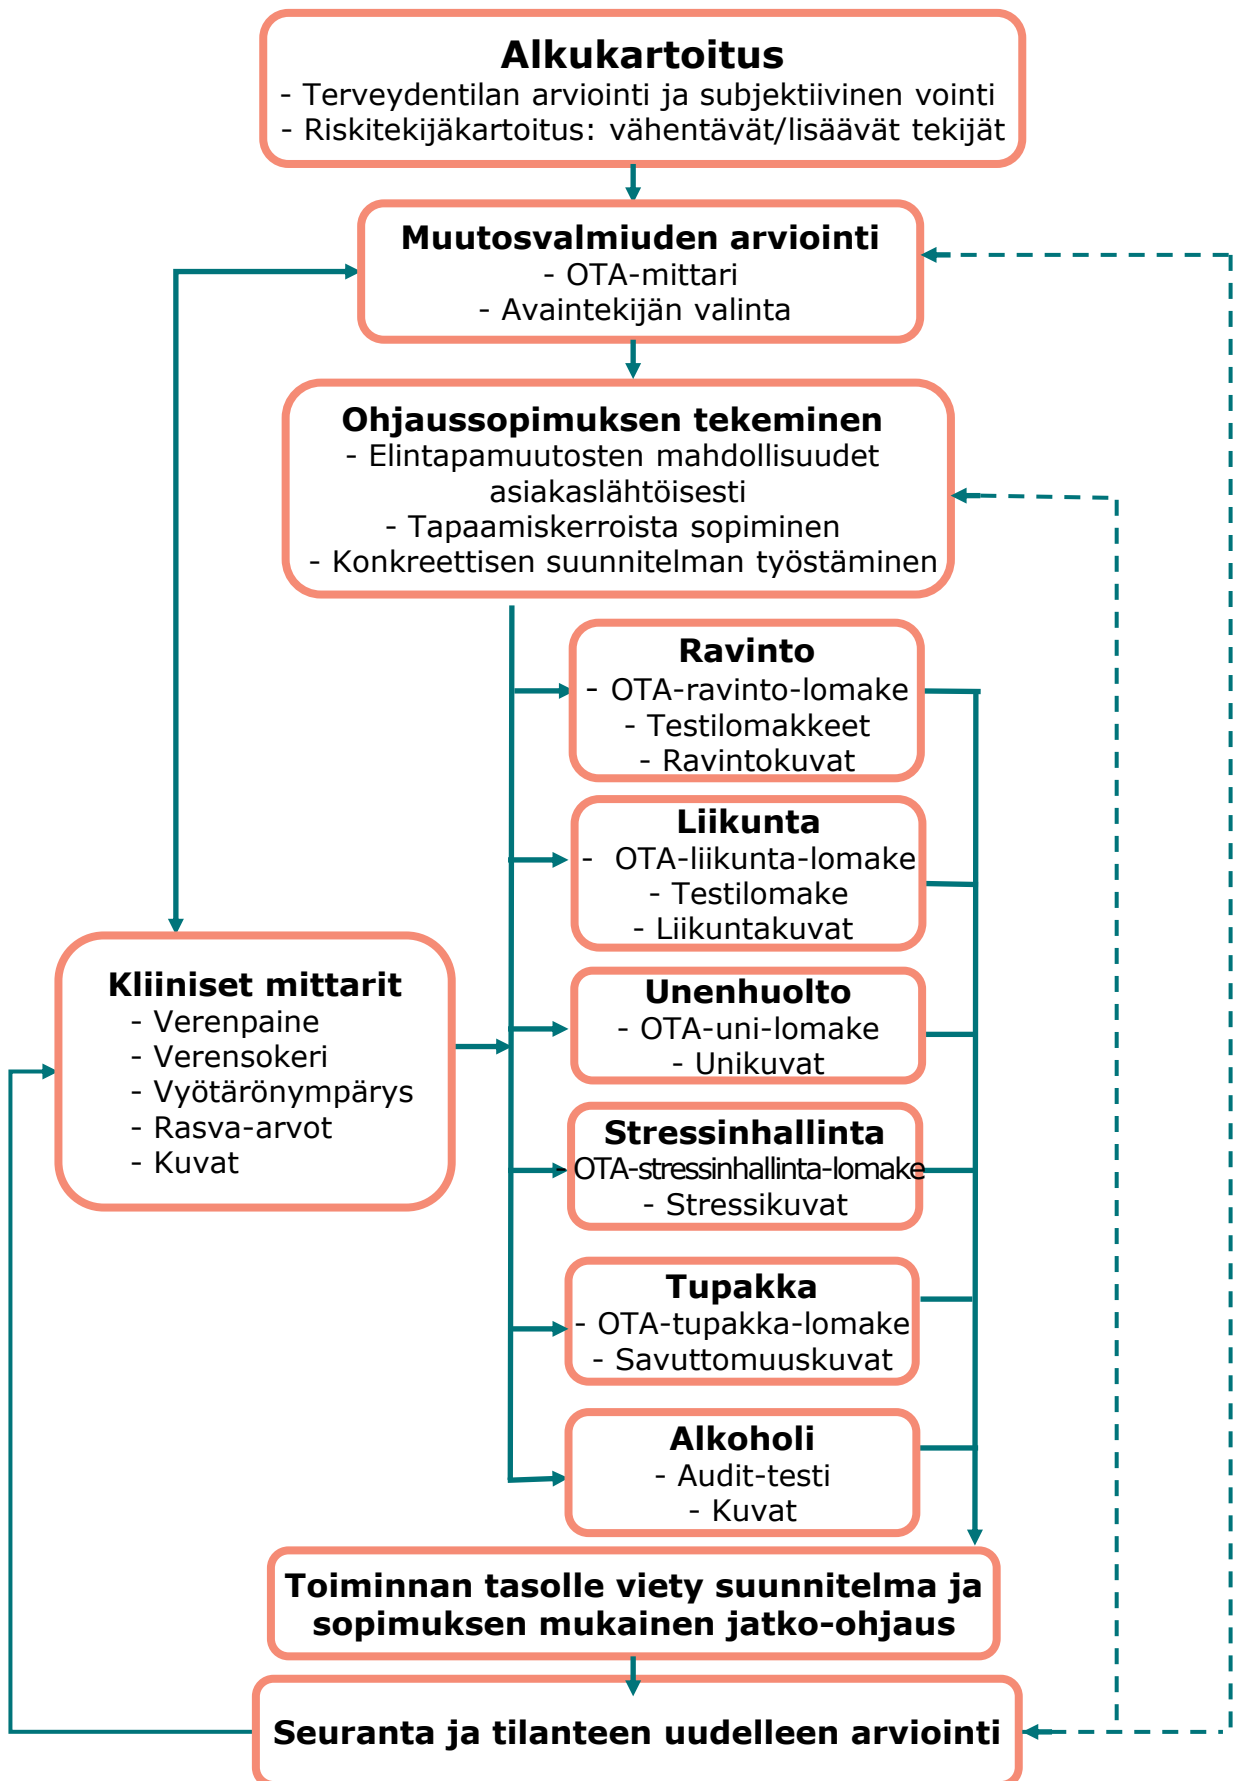 Alkukartoitus
- Terveydentilan arviointi ja subjektiivinen vointi
- Riskitekijäkartoitus: vähentävät/lisäävät tekijät
Muutosvalmiuden arviointi
- OTA-mittari
- Avaintekijän valinta
Ohjaussopimuksen tekeminen
- Elintapamuutosten mahdollisuudet
asiakaslähtöisesti
- Tapaamiskerroista sopiminen
- Konkreettisen suunnitelman työstäminen
Ravinto
- OTA-ravinto-lomake
- Testilomakkeet
- Ravintokuvat
Liikunta
- OTA-liikunta-lomake
- Testilomake
- Liikuntakuvat
Kliiniset mittarit
- Verenpaine
- Verensokeri
- Vyötärönympärys
- Rasva-arvot
- Kuvat
Unenhuolto
- OTA-uni-lomake
- Unikuvat
Stressinhallinta
- OTA-stressinhallinta-lomake
- Stressikuvat
Tupakka
- OTA-tupakka-lomake
- Savuttomuuskuvat
Alkoholi
- Audit-testi
- Kuvat
Toiminnan tasolle viety suunnitelma ja
sopimuksen mukainen jatko-ohjaus
Seuranta ja tilanteen uudelleen arviointi